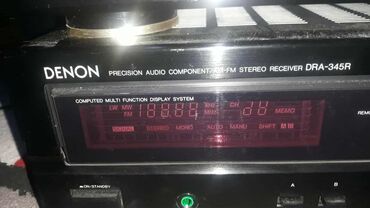 DENON PRECISION AUDIO COMPONENT/AM-FM STEREO RECEIVER DRA-345R
COMPUTED MULTI FUNCTION DISPLAY SYSTEM
LW MW kHz CH MEMO
FM MHz
STEREO MONO AUTO MANU SHIFT
ON/STANDBY
A B